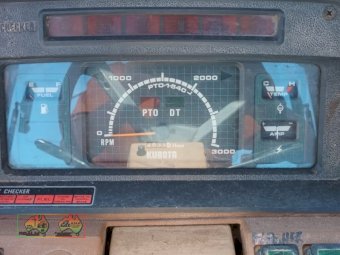 CHECKER
1000 2000
PTO-540
E F
FUEL
C H
TEMP
PTO DT
0
RPM
KUBOTA
3000
AMP
CHECKER